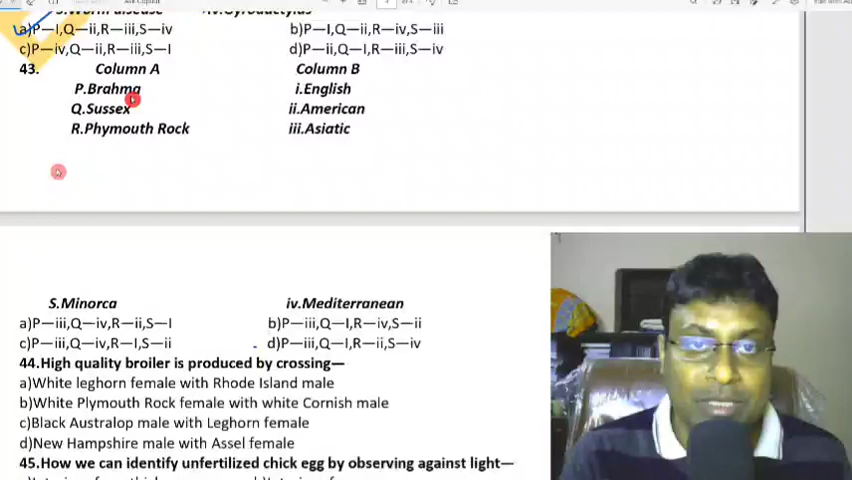 a)P—I,Q—ii,R—iii,S—iv b)P—I,Q—ii,R—iv,S—iii
c)P—iv,Q—ii,R—iii,S—I d)P—ii,Q—I,R—iii,S—iv
43. Column A Column B
P.Brahma i.English
Q.Sussex ii.American
R.Phymouth Rock iii.Asiatic
S.Minorca iv.Mediterranean
a)P—iii,Q—iv,R—ii,S—I b)P—iii,Q—I,R—iv,S—ii
c)P—iii,Q—iv,R—I,S—ii d)P—iii,Q—I,R—ii,S—iv
44.High quality broiler is produced by crossing—
a)White leghorn female with Rhode Island male
b)White Plymouth Rock female with white Cornish male
c)Black Australop male with Leghorn female
d)New Hampshire male with Assel female
45.How we can identify unfertilized chick egg by observing against light—